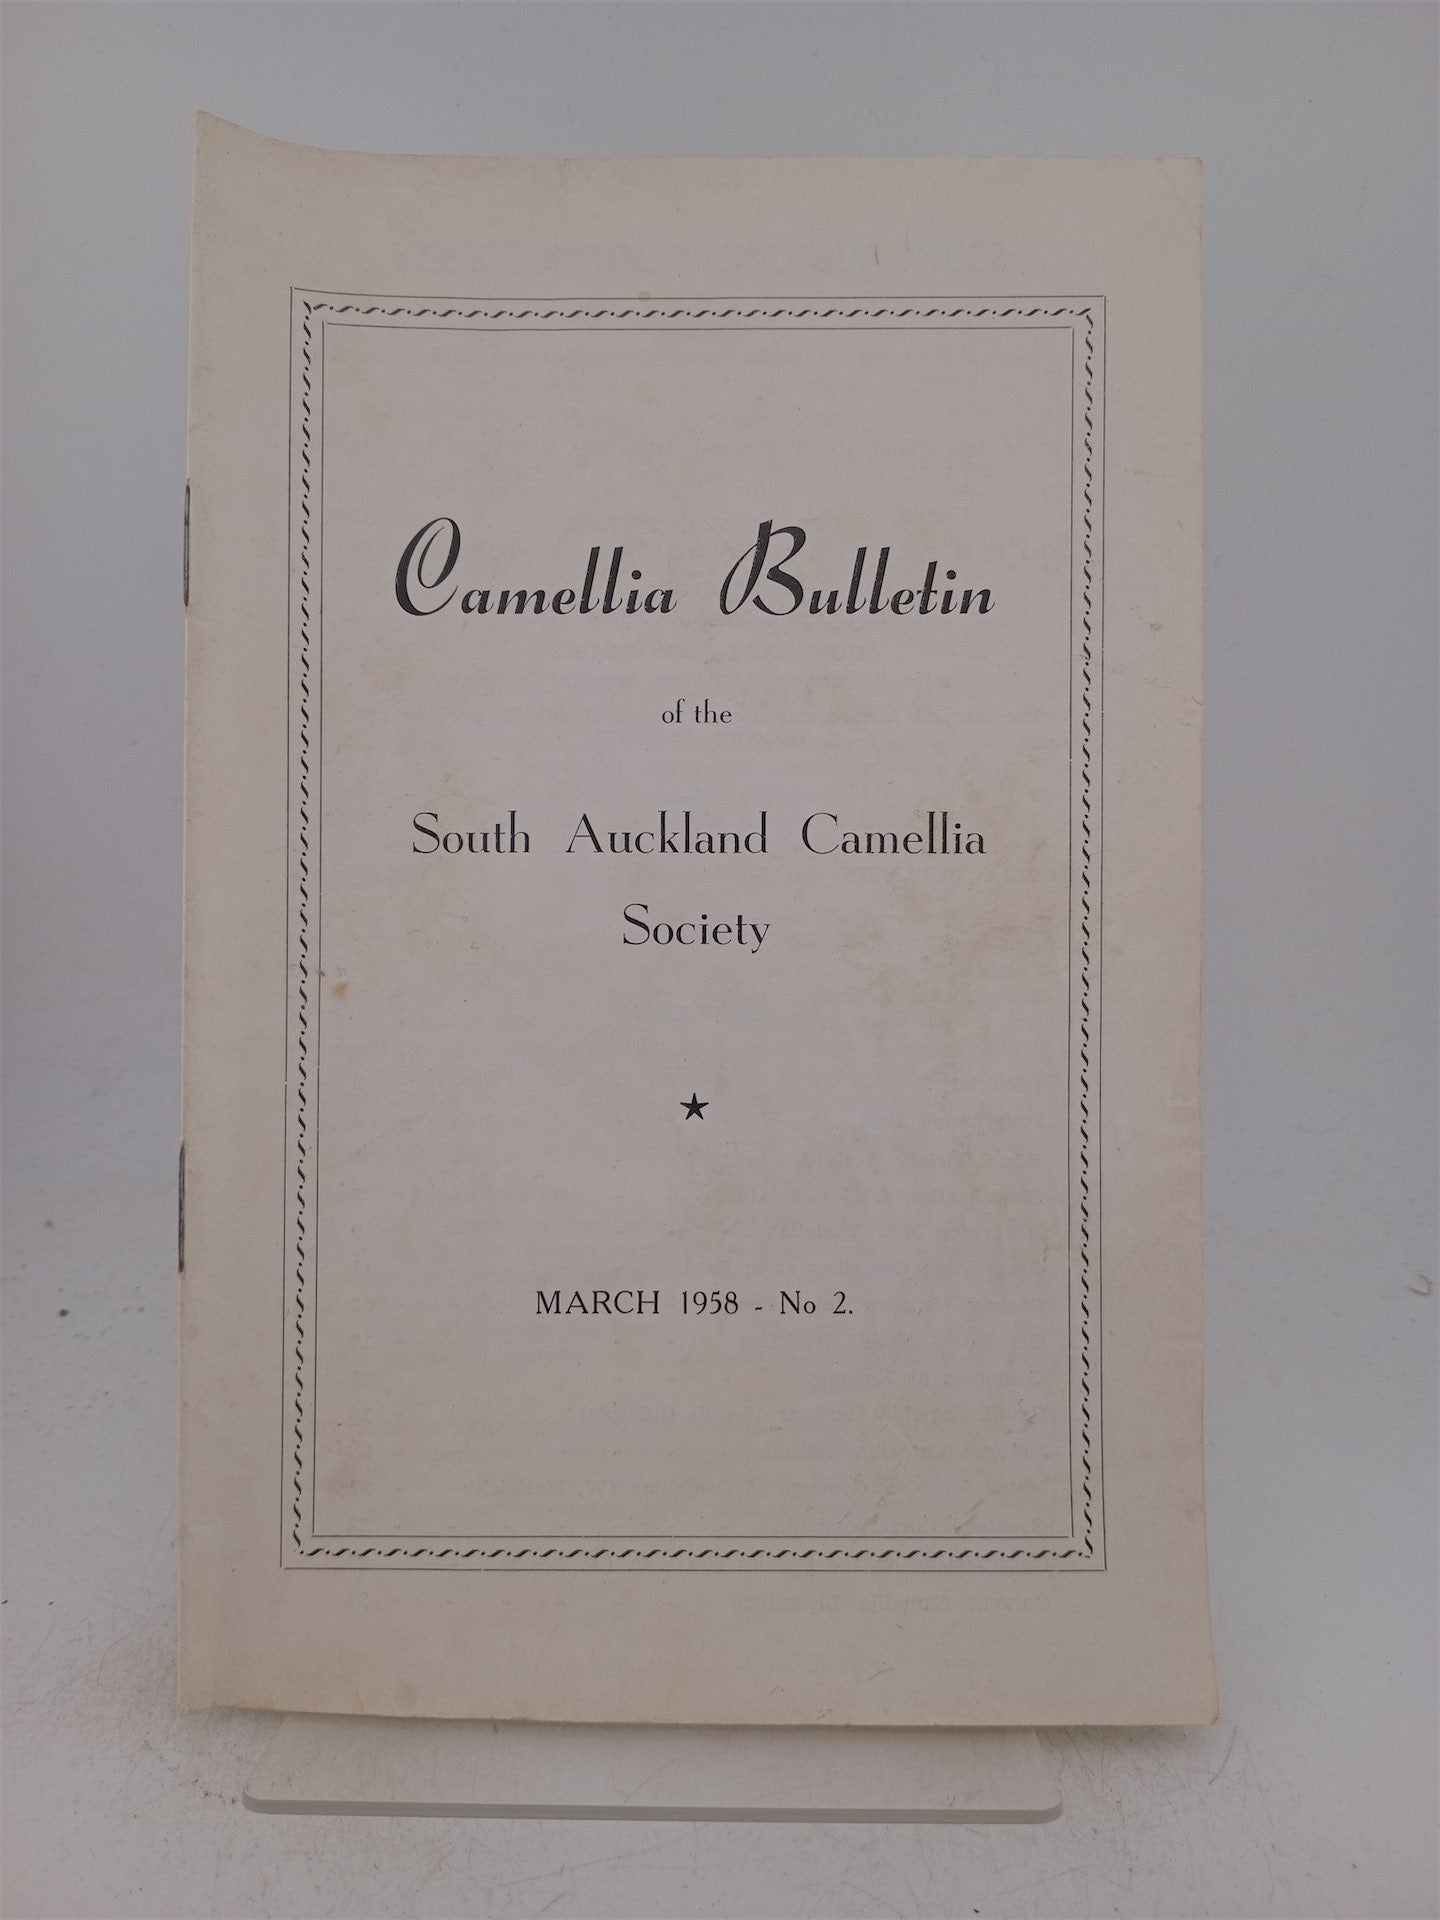 Camellia Bulletin
of the
South Auckland Camellia
Society
MARCH 1958 - No 2.